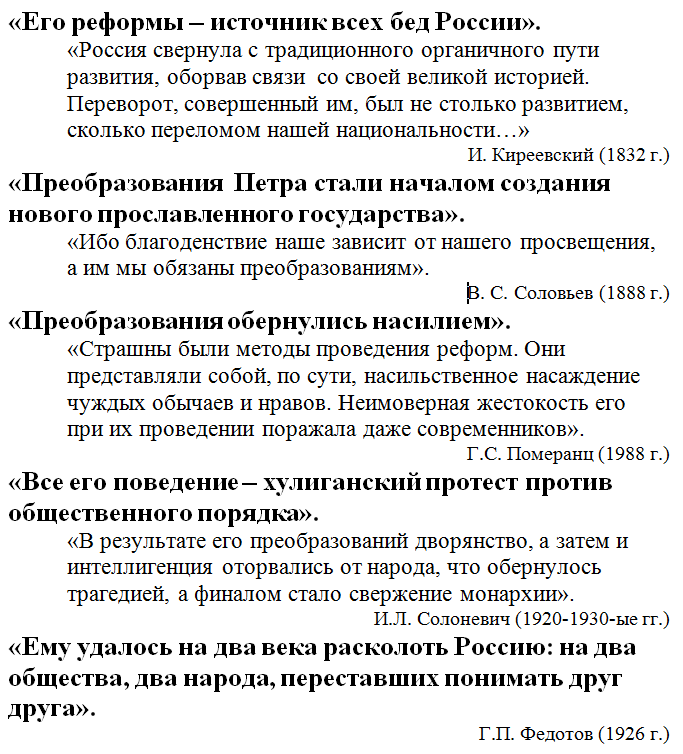 «Его реформы – источник всех бед России».
«Россия свернула с традиционного органичного пути
развития, оборвав связи со своей великой историей.
Переворот, совершенный им, был не столько развитием,
сколько переломом нашей национальности…»
И. Киреевский (1832 г.)
«Преобразования Петра стали началом создания
нового прославленного государства».
«Ибо благоденствие наше зависит от нашего просвещения,
а им мы обязаны преобразованиям».
В. С. Соловьев (1888 г.)
«Преобразования обернулись насилием».
«Страшны были методы проведения реформ. Они
представляли собой, по сути, насильственное насаждение
чуждых обычаев и нравов. Неимоверная жестокость его
при их проведении поражала даже современников».
Г.С. Померанц (1988 г.)
«Все его поведение – хулиганский протест против
общественного порядка».
«В результате его преобразований дворянство, а затем и
интеллигенция оторвались от народа, что обернулось
трагедией, а финалом стало свержение монархии».
И.Л. Солоневич (1920-1930-ые гг.)
«Ему удалось на два века расколоть Россию: на два
общества, два народа, переставших понимать друг
друга».
Г.П. Федотов (1926 г.)